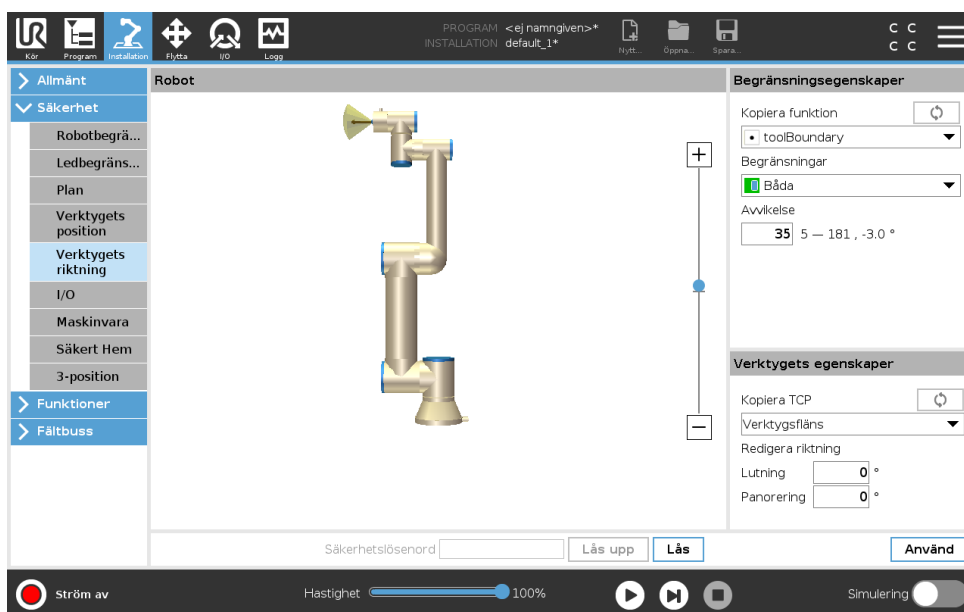 UR
PROGRAM <ej namngiven>*
INSTALLATION default_1*
C C
C C
Kör Program Installation Flytta I/O Logg Nytt... Öppna... Spara...
Allmänt
Säkerhet
Robotbegrä...
Ledbegräns...
Plan
Verktygets
position
Verktygets
riktning
I/O
Maskinvara
Säkert Hem
3-position
Funktioner
Fältbuss
Robot
Begränsningsegenskaper
Kopiera funktion
toolBoundary
Begränsningar
Båda
Avvikelse
35 5 — 181 , -3.0 °
Verktygets egenskaper
Kopiera TCP
Verktygsfläns
Redigera riktning
Lutning 0 °
Panorering 0 °
Säkerhetslösenord Lås upp Lås Använd
Ström av Hastighet 100% Simulering